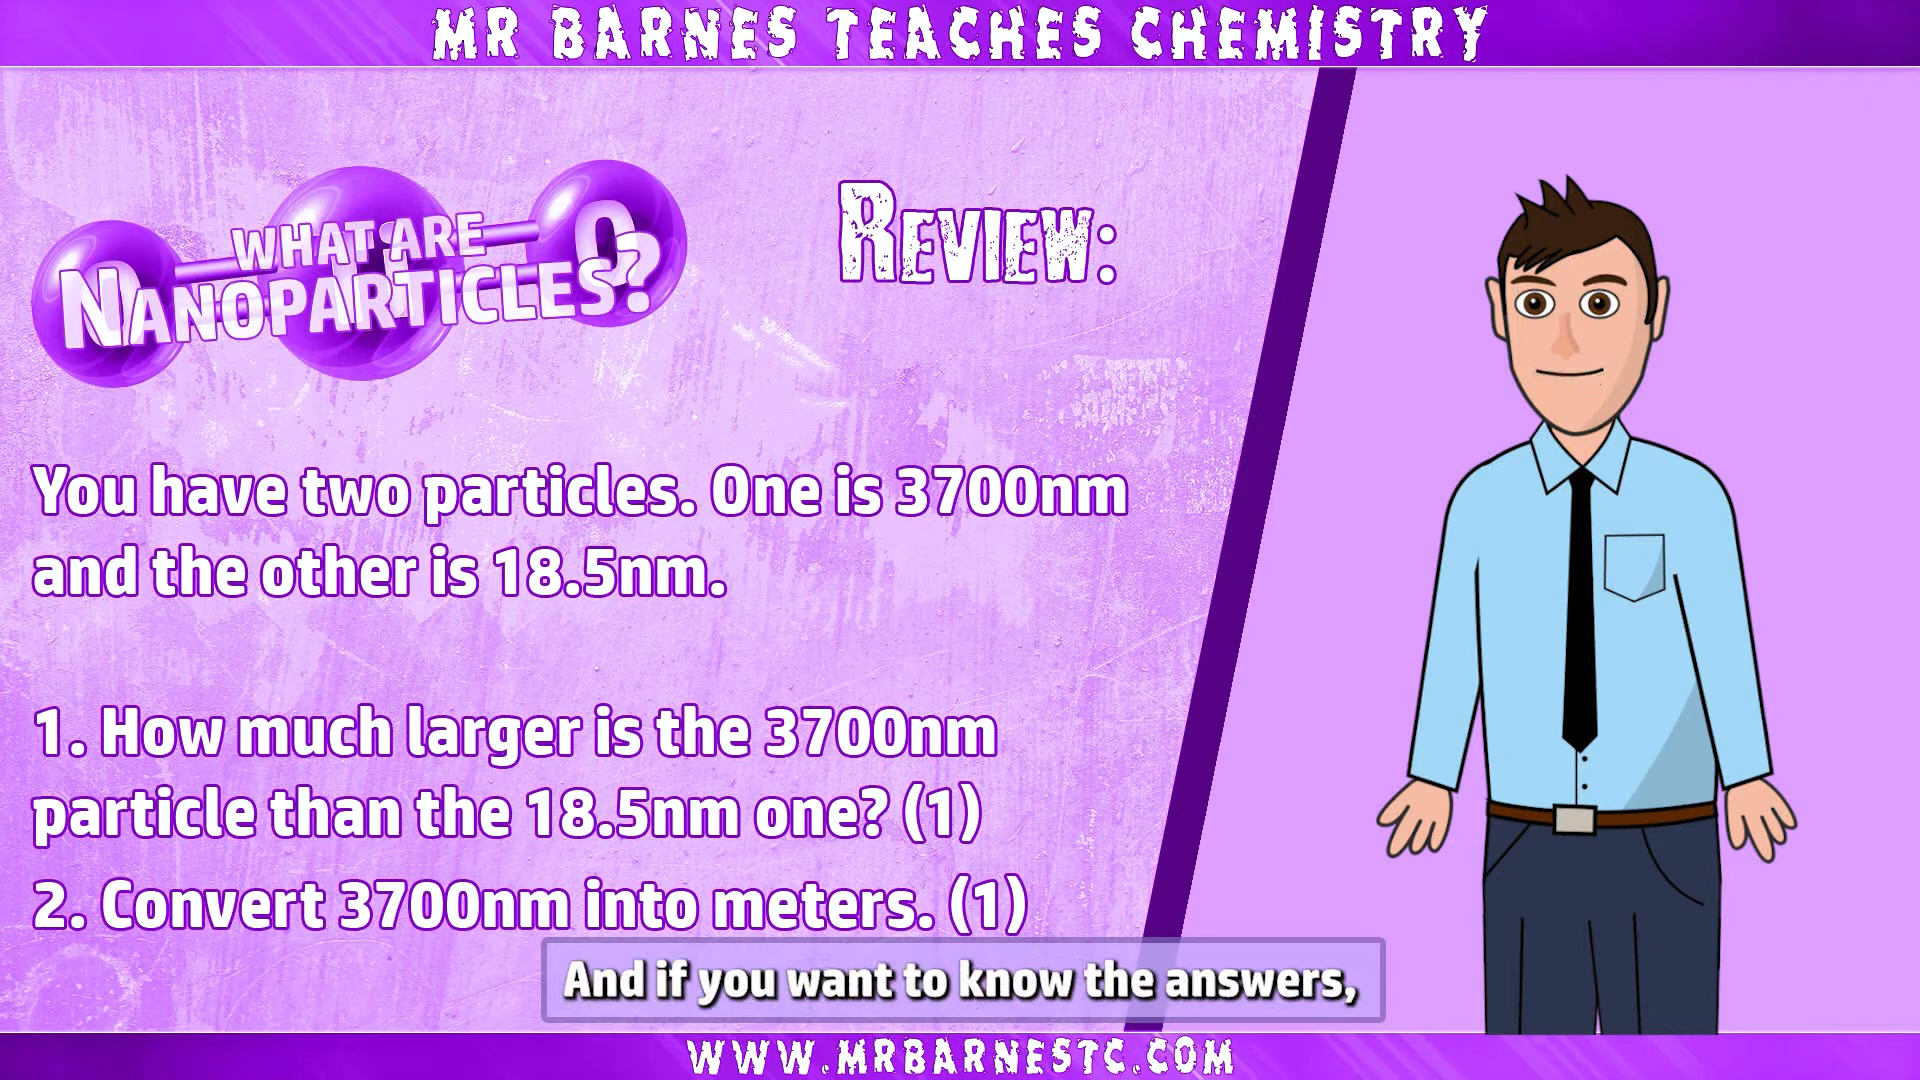 MR BARNES TEACHES CHEMISTRY
WHAT ARE
NANOPARTICLES?
REVIEW:
You have two particles. One is 3700nm
and the other is 18.5nm.
1. How much larger is the 3700nm
particle than the 18.5nm one? (1)
2. Convert 3700nm into meters. (1)
And if you want to know the answers,
WWW.MRBARNESTC.COM